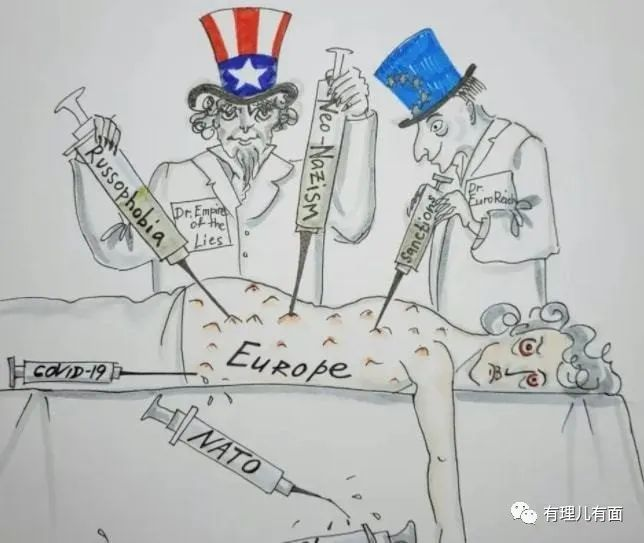 Russophobia
Neo-Nazism
Dr. Empire
of the
Lies
sanctions
Dr.
EuroReich
Europe
COVID-19
NATO
有理儿有面